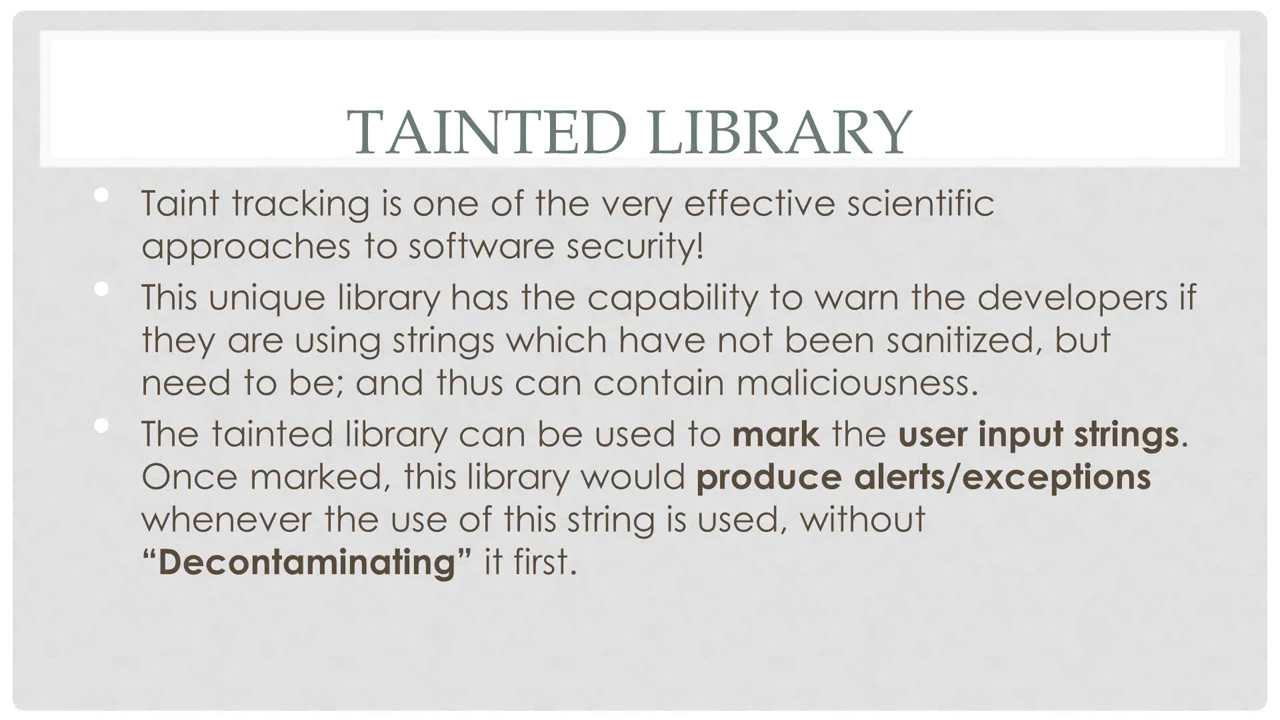 TAINTED LIBRARY
Taint tracking is one of the very effective scientific
approaches to software security!
This unique library has the capability to warn the developers if
they are using strings which have not been sanitized, but
need to be; and thus can contain maliciousness.
The tainted library can be used to mark the user input strings.
Once marked, this library would produce alerts/exceptions
whenever the use of this string is used, without
“Decontaminating” it first.